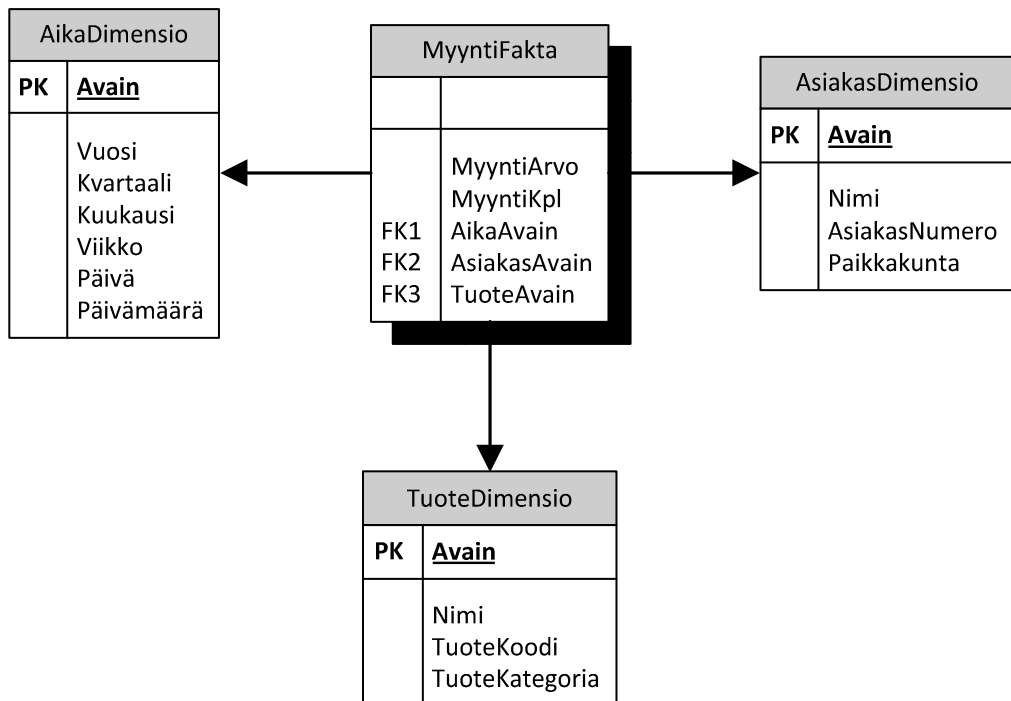 AikaDimensio
PK Avain
Vuosi
Kvartaali
Kuukausi
Viikko
Päivä
Päivämäärä
MyyntiFakta
MyyntiArvo
MyyntiKpl
FK1 AikaAvain
FK2 AsiakasAvain
FK3 TuoteAvain
AsiakasDimensio
PK Avain
Nimi
AsiakasNumero
Paikkakunta
TuoteDimensio
PK Avain
Nimi
TuoteKoodi
TuoteKategoria